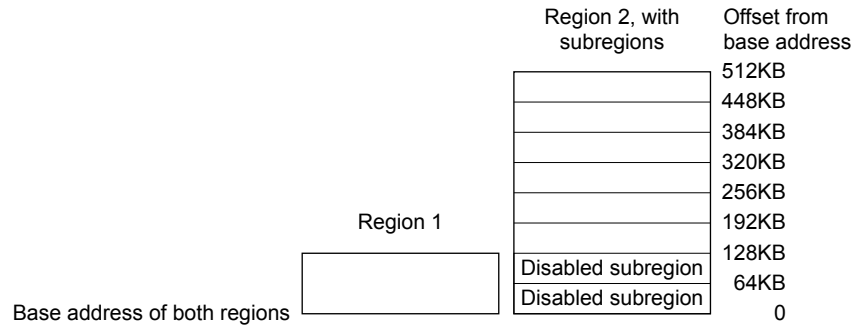 Region 2, with
subregions
Offset from
base address
512KB
448KB
384KB
320KB
256KB
Region 1
192KB
128KB
Disabled subregion
64KB
Disabled subregion
Base address of both regions
0